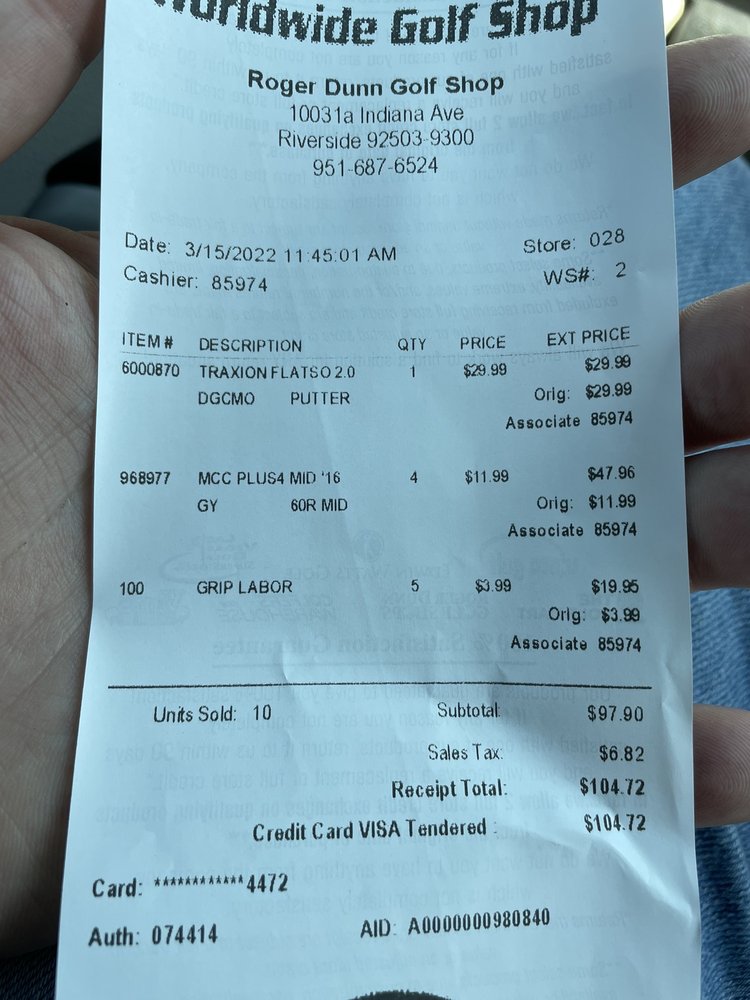 Worldwide Golf Shop
Roger Dunn Golf Shop
10031a Indiana Ave
Riverside 92503-9300
951-687-6524
Date: 3/15/2022 11:45:01 AM Store: 028
Cashier: 85974 WS#: 2
ITEM # DESCRIPTION QTY PRICE EXT PRICE
6000870 TRAXION FLATSO 2.0 1 $29.99 $29.99
DGCMO PUTTER Orig: $29.99
Associate 85974
968977 MCC PLUS4 MID '16 4 $11.99 $47.96
GY 60R MID Orig: $11.99
Associate 85974
100 GRIP LABOR 5 $3.99 $19.95
Orig: $3.99
Associate 85974
Units Sold: 10 Subtotal: $97.90
Sales Tax: $6.82
Receipt Total: $104.72
Credit Card VISA Tendered : $104.72
Card: ************4472
Auth: 074414 AID: A0000000980840